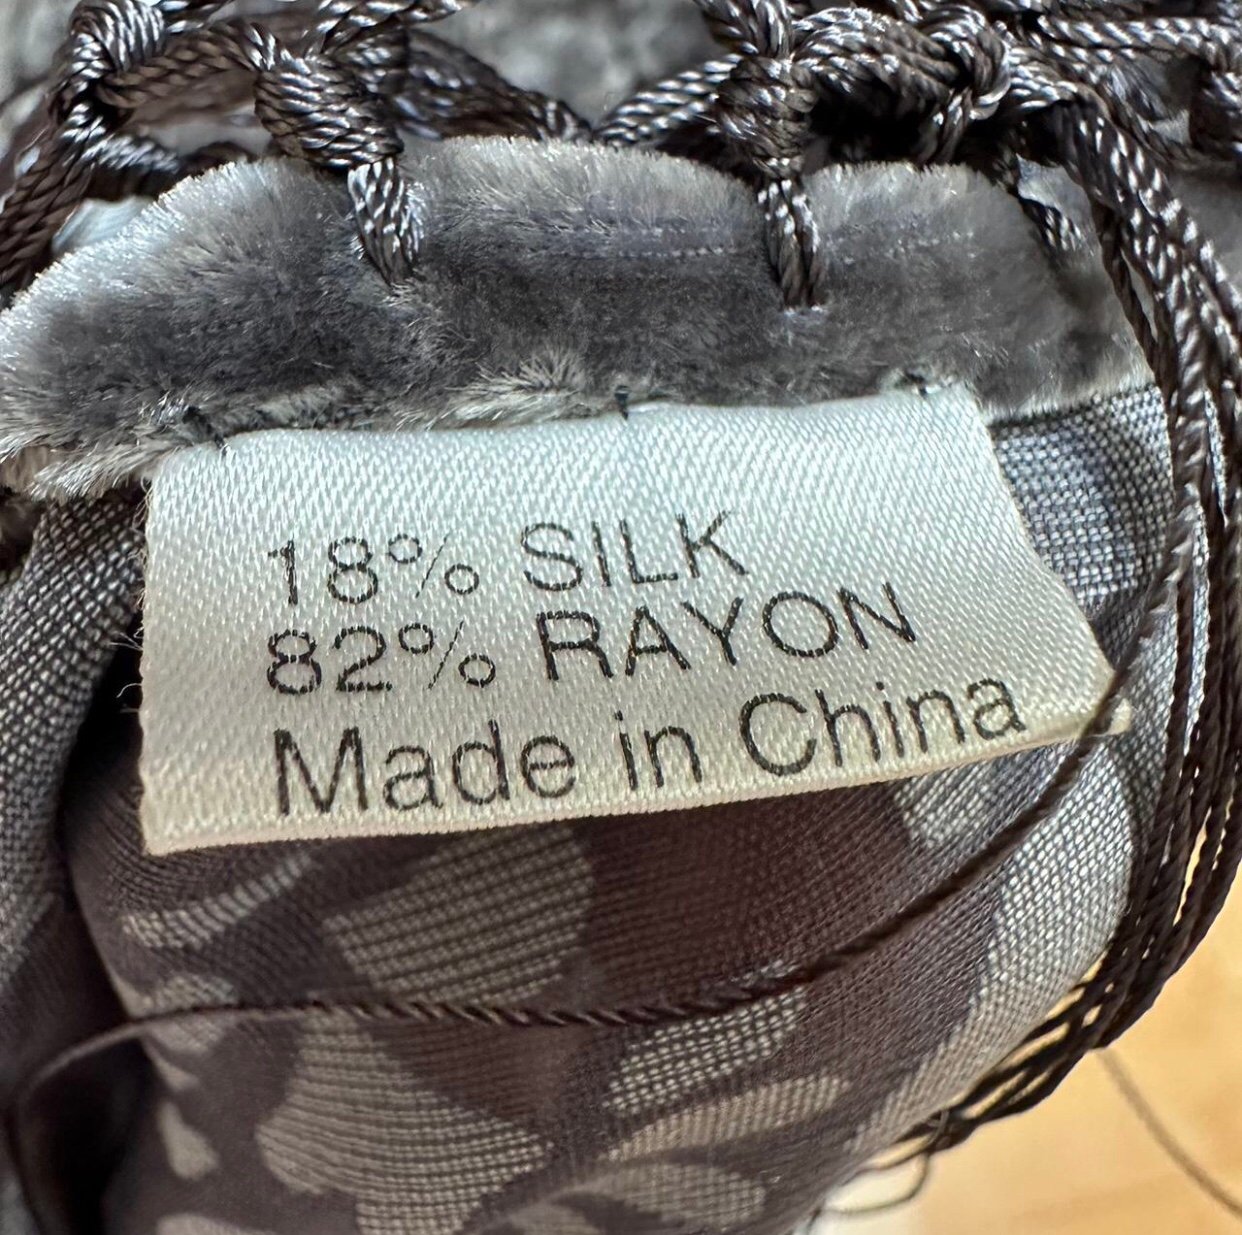 18% SILK
82% RAYON
Made in China